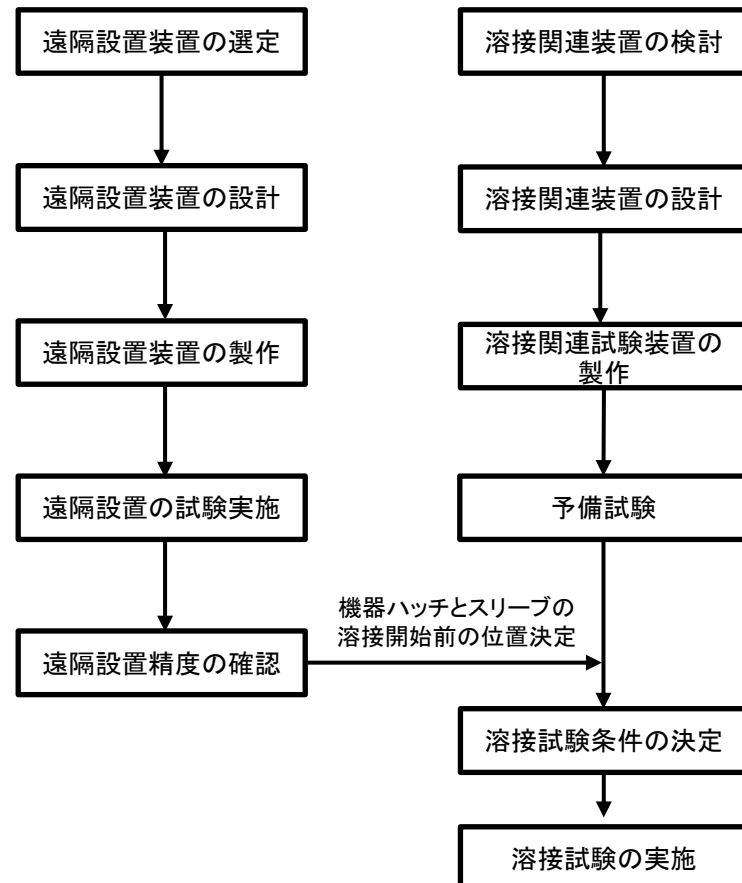 遠隔設置装置の選定
遠隔設置装置の設計
遠隔設置装置の製作
遠隔設置の試験実施
遠隔設置精度の確認
機器ハッチとスリーブの
溶接開始前の位置決定
溶接関連装置の検討
溶接関連装置の設計
溶接関連試験装置の
製作
予備試験
溶接試験条件の決定
溶接試験の実施